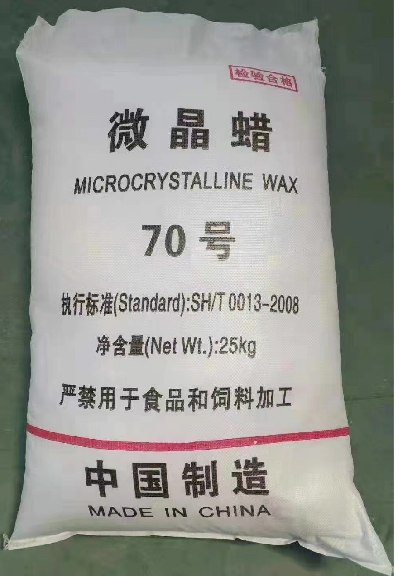 检验合格
微晶蜡
MICROCRYSTALLINE WAX
70号
执行标准(Standard):SH/T 0013-2008
净含量(Net Wt.):25kg
严禁用于食品和饲料加工
中国制造
MADE IN CHINA